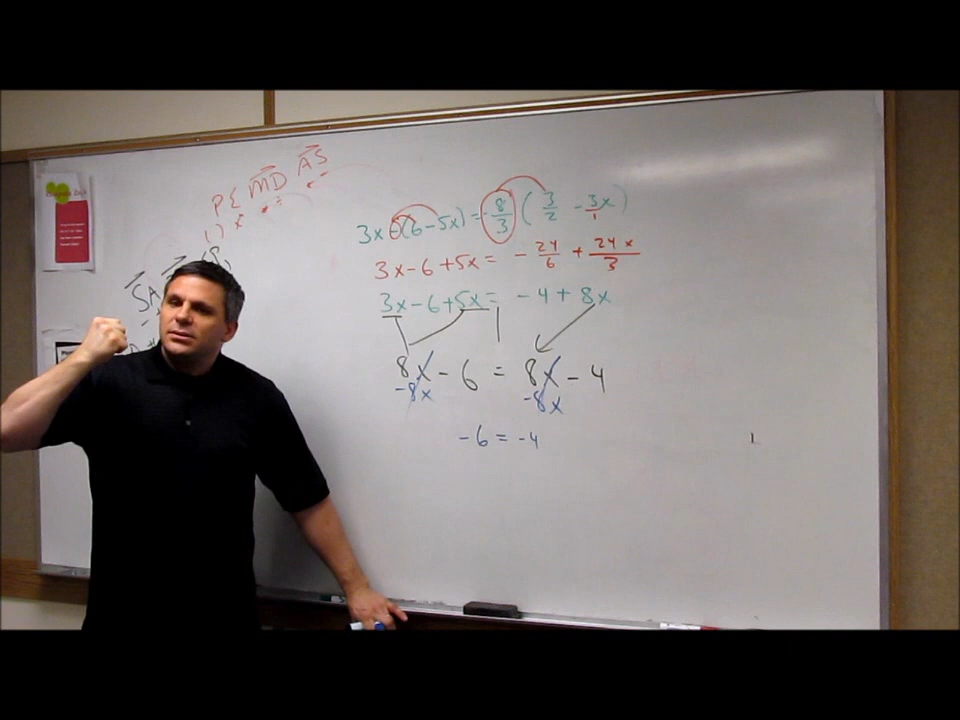 PE MD AS
3x -(6-5x) = -8/3 (3/2 - 3x/1)
3x-6+5x = - 24/6 + 24x/3
3x-6+5x = -4+8x
8x - 6 = 8x - 4
-8x -8x
-6 = -4